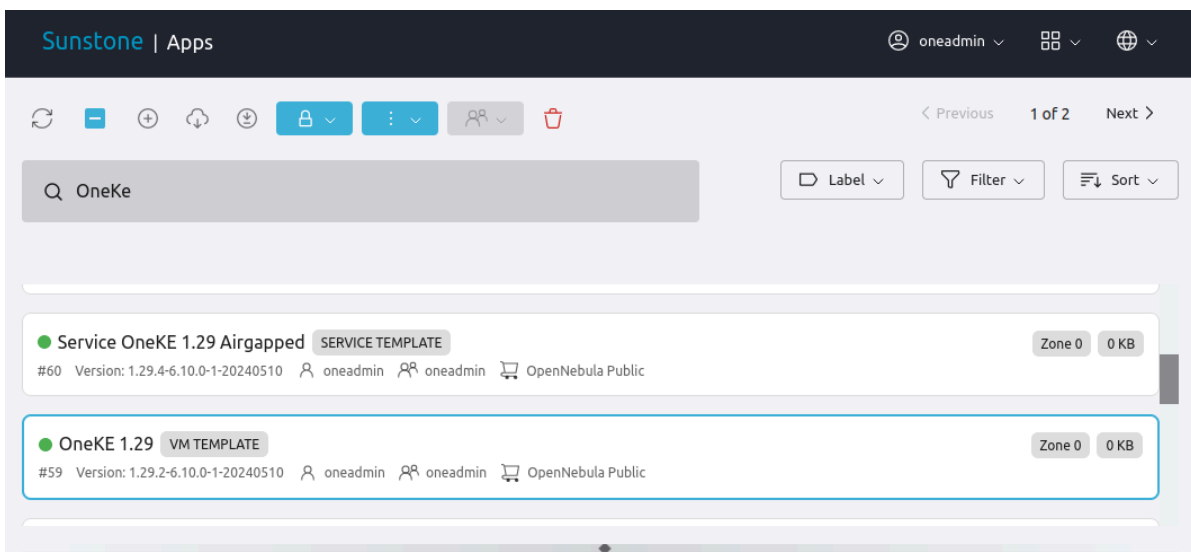 Sunstone | Apps oneadmin
Previous 1 of 2 Next
OneKe Label Filter Sort
Service OneKE 1.29 Airgapped SERVICE TEMPLATE Zone 0 0 KB
#60 Version: 1.29.4-6.10.0-1-20240510 oneadmin oneadmin OpenNebula Public
OneKE 1.29 VM TEMPLATE Zone 0 0 KB
#59 Version: 1.29.2-6.10.0-1-20240510 oneadmin oneadmin OpenNebula Public